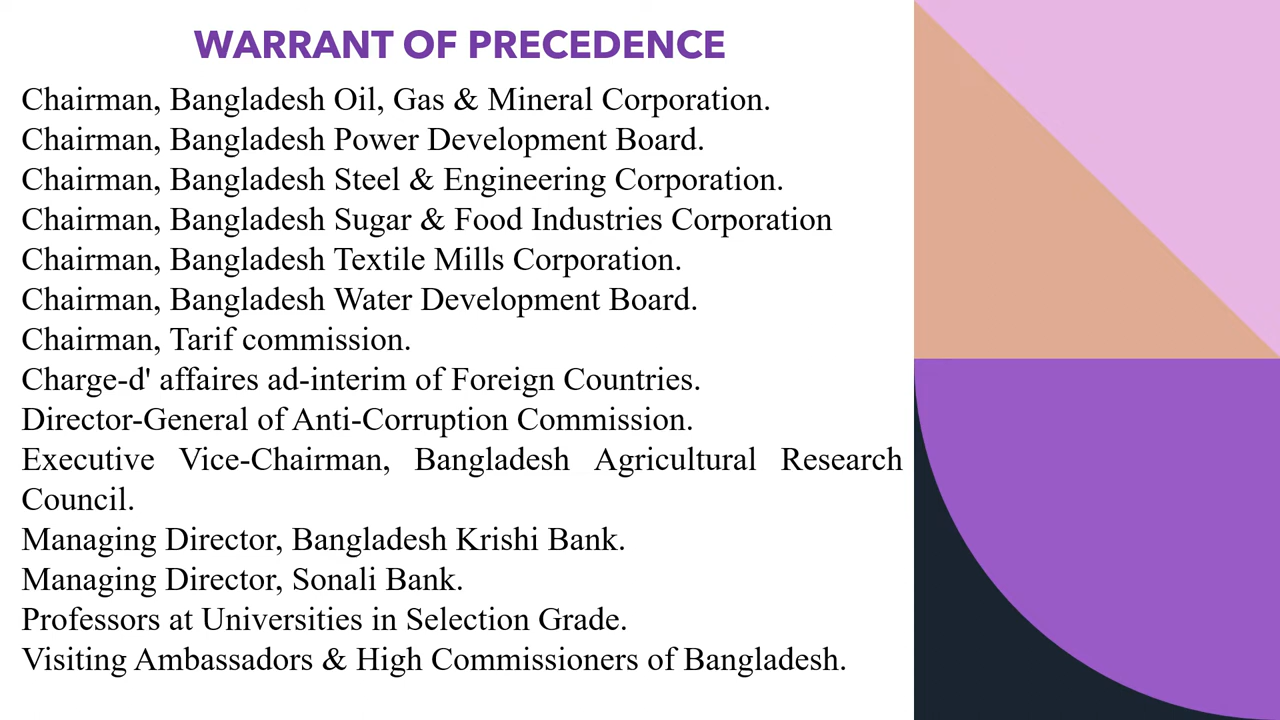 WARRANT OF PRECEDENCE
Chairman, Bangladesh Oil, Gas & Mineral Corporation.
Chairman, Bangladesh Power Development Board.
Chairman, Bangladesh Steel & Engineering Corporation.
Chairman, Bangladesh Sugar & Food Industries Corporation
Chairman, Bangladesh Textile Mills Corporation.
Chairman, Bangladesh Water Development Board.
Chairman, Tarif commission.
Charge-d' affaires ad-interim of Foreign Countries.
Director-General of Anti-Corruption Commission.
Executive Vice-Chairman, Bangladesh Agricultural Research
Council.
Managing Director, Bangladesh Krishi Bank.
Managing Director, Sonali Bank.
Professors at Universities in Selection Grade.
Visiting Ambassadors & High Commissioners of Bangladesh.